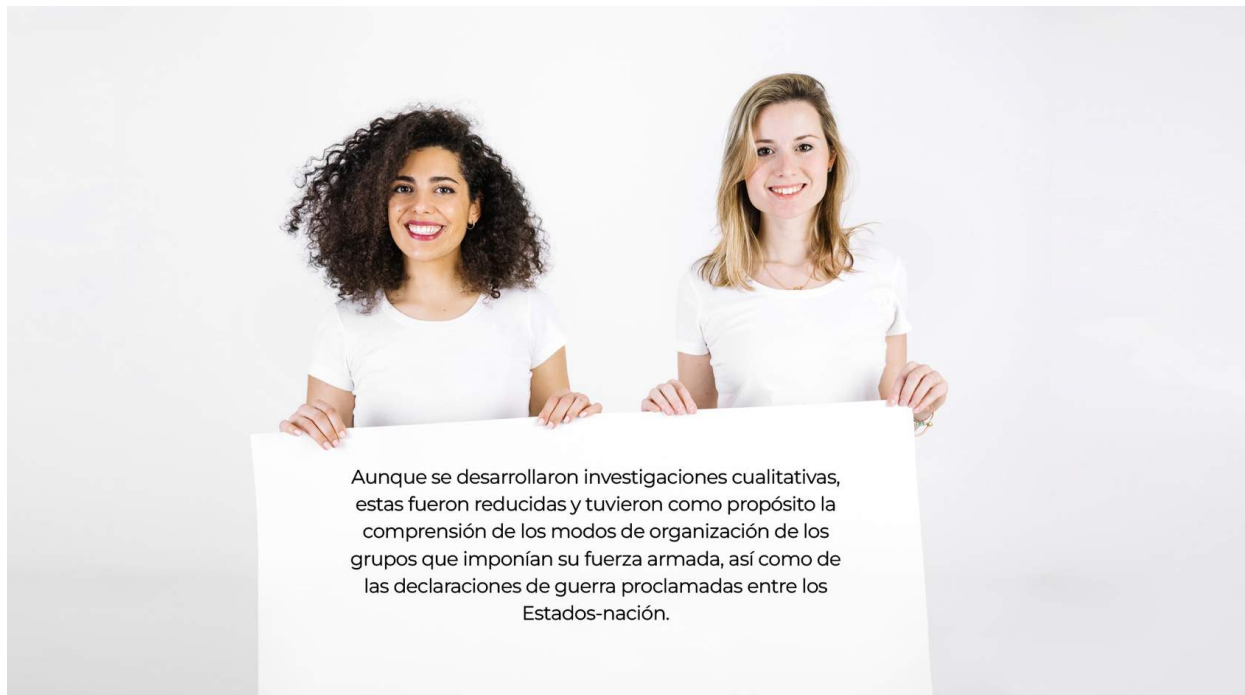 Aunque se desarrollaron investigaciones cualitativas,
estas fueron reducidas y tuvieron como propósito la
comprensión de los modos de organización de los
grupos que imponían su fuerza armada, así como de
las declaraciones de guerra proclamadas entre los
Estados-nación.